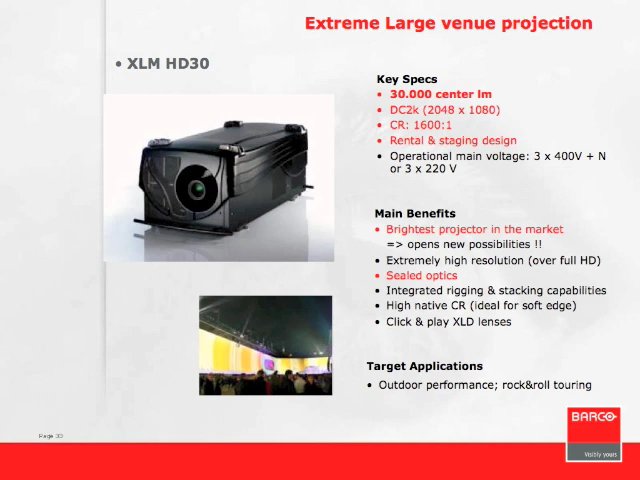 Extreme Large venue projection
• XLM HD30
Key Specs
• 30.000 center lm
• DC2k (2048 x 1080)
• CR: 1600:1
• Rental & staging design
• Operational main voltage: 3 x 400V + N
or 3 x 220 V
Main Benefits
• Brightest projector in the market
=> opens new possibilities !!
• Extremely high resolution (over full HD)
• Sealed optics
• Integrated rigging & stacking capabilities
• High native CR (ideal for soft edge)
• Click & play XLD lenses
Target Applications
• Outdoor performance; rock&roll touring
BARCO
Visibly yours
Page 33